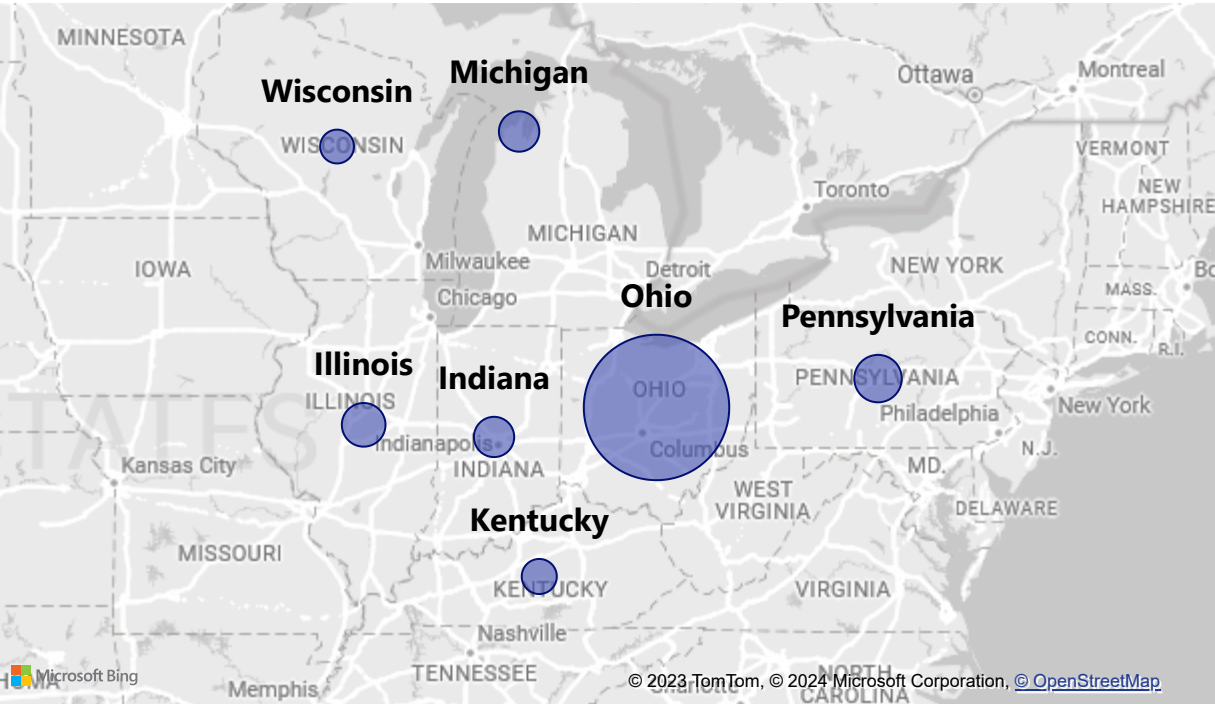 MINNESOTA
Ottawa
Montreal
Michigan
Wisconsin
WISCONSIN
VERMONT
NEW
HAMPSHIRE
Toronto
MICHIGAN
Milwaukee
IOWA
Detroit
NEW YORK
Chicago
MASS.
Ohio
Pennsylvania
CONN.
R.I.
Illinois
Indiana
ILLINOIS
OHIO
PENNSYLVANIA
Philadelphia
New York
Indianapolis
Columbus
INDIANA
Kansas City
TATES
MD.
N.J.
WEST
VIRGINIA
DELAWARE
Kentucky
MISSOURI
KENTUCKY
VIRGINIA
Nashville
TENNESSEE
Microsoft Bing
Memphis
NORTH
CAROLINA
Charlotte
© 2023 TomTom, © 2024 Microsoft Corporation, © OpenStreetMap